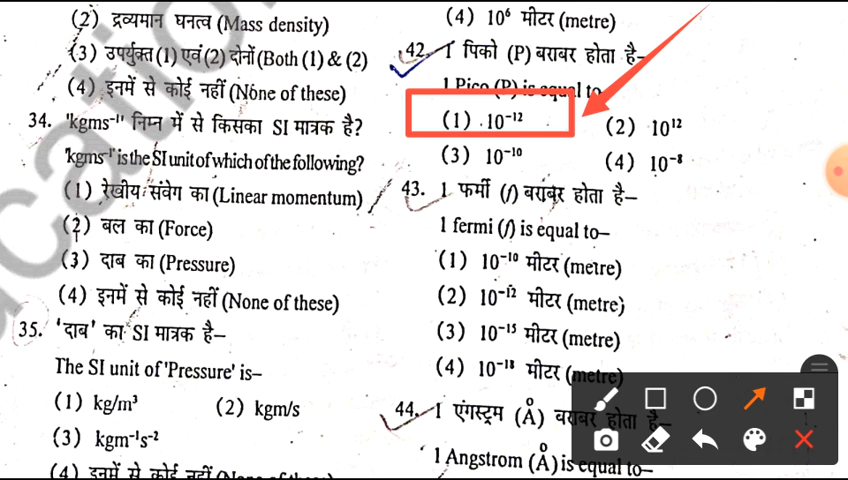 (2) द्रव्यमान घनत्व (Mass density)
(3) उपर्युक्त (1) एवं (2) दोनों (Both (1) & (2)
(4) इनमें से कोई नहीं (None of these)
34. 'kgms⁻¹' निम्न में से किसका SI मात्रक है?
'kgms⁻¹' is the SI unit of which of the following?
(1) रेखीय संवेग का (Linear momentum)
(2) बल का (Force)
(3) दाब का (Pressure)
(4) इनमें से कोई नहीं (None of these)
35. 'दाब' का SI मात्रक है–
The SI unit of 'Pressure' is–
(1) kg/m³ (2) kgm/s
(3) kgm⁻¹s⁻²
(4) इनमें से कोई नहीं (None of these)
(4) 10⁶ मीटर (metre)
42. 1 पिको (P) बराबर होता है–
1 Pico (P) is equal to
(1) 10⁻¹² (2) 10¹²
(3) 10⁻¹⁰ (4) 10⁻⁸
43. 1 फर्मी (f) बराबर होता है–
1 fermi (f) is equal to–
(1) 10⁻¹⁰ मीटर (metre)
(2) 10⁻¹² मीटर (metre)
(3) 10⁻¹⁵ मीटर (metre)
(4) 10⁻¹⁸ मीटर (metre)
44. 1 एंगस्ट्रम (Å) बराबर होता है–
1 Angstrom (Å) is equal to–